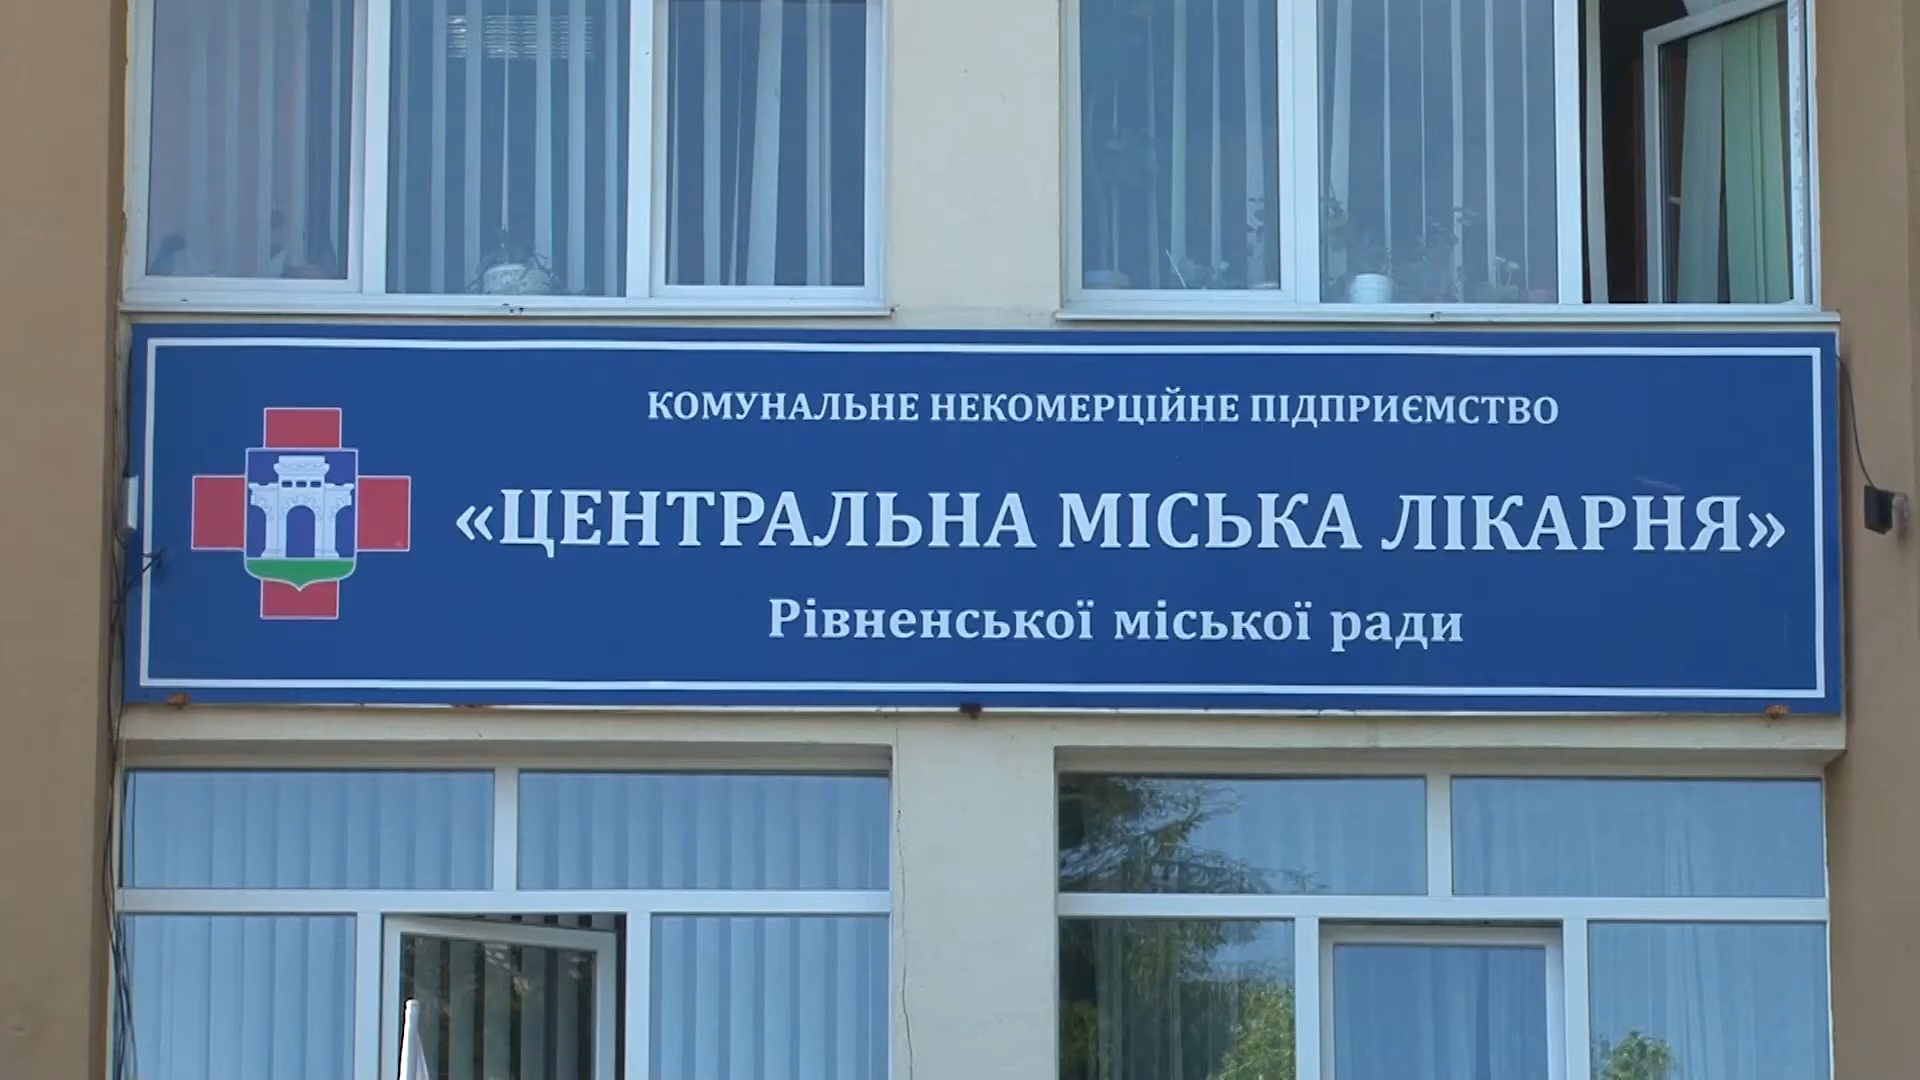 КОМУНАЛЬНЕ НЕКОМЕРЦІЙНЕ ПІДПРИЄМСТВО
«ЦЕНТРАЛЬНА МІСЬКА ЛІКАРНЯ»
Рівненської міської ради